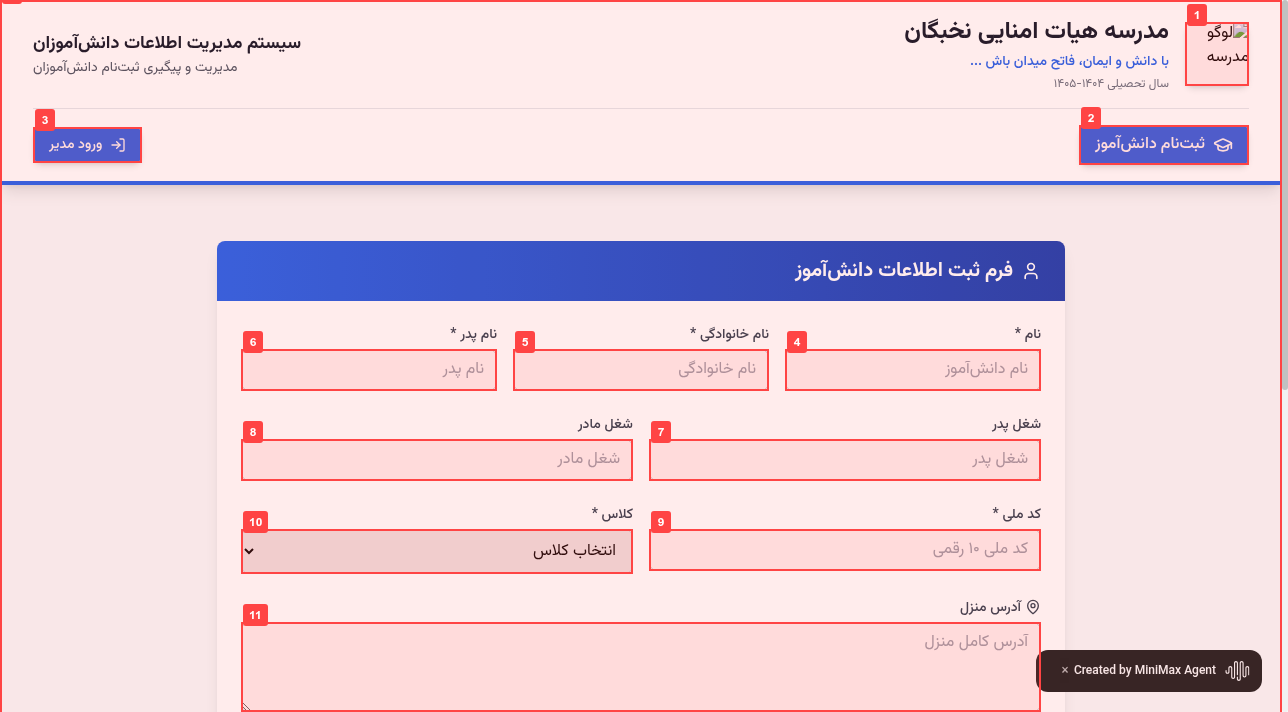 1
لوگو
مدرسه
مدرسه هیات امنایی نخبگان
با دانش و ایمان، فاتح میدان باش ...
سال تحصیلی ۱۴۰۴-۱۴۰۵
سیستم مدیریت اطلاعات دانش‌آموزان
مدیریت و پیگیری ثبت‌نام دانش‌آموزان
2
ثبت‌نام دانش‌آموز
3
ورود مدیر
فرم ثبت اطلاعات دانش‌آموز
نام *
4
نام دانش‌آموز
نام خانوادگی *
5
نام خانوادگی
نام پدر *
6
نام پدر
شغل پدر
7
شغل پدر
شغل مادر
8
شغل مادر
کد ملی *
9
کد ملی ۱۰ رقمی
کلاس *
10
انتخاب کلاس
آدرس منزل
11
آدرس کامل منزل
Created by MiniMax Agent ×